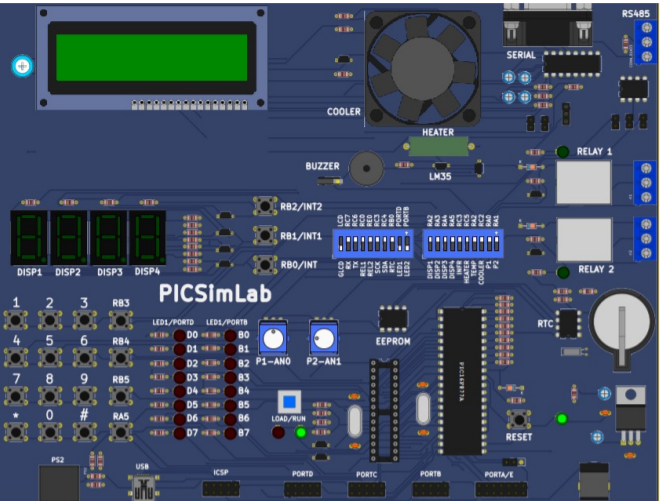 RS485
SERIAL
COOLER
HEATER
BUZZER
LM35
RELAY 1
RB2/INT2
RB1/INT1
RB0/INT
DISP1 DISP2 DISP3 DISP4
RELAY 2
PICSimLab
1 2 3 RB3
4 5 6 RB4
7 8 9 RB5
* 0 # RA5
LED1/PORTD LED1/PORTB
D0 B0
D1 B1
D2 B2
D3 B3
D4 B4
D5 B5
D6 B6
D7 B7
P1-AN0 P2-AN1
EEPROM
RTC
LOAD/RUN
RESET
PS2
USB
ICSP
PORTD
PORTC
PORTB
PORTA/E